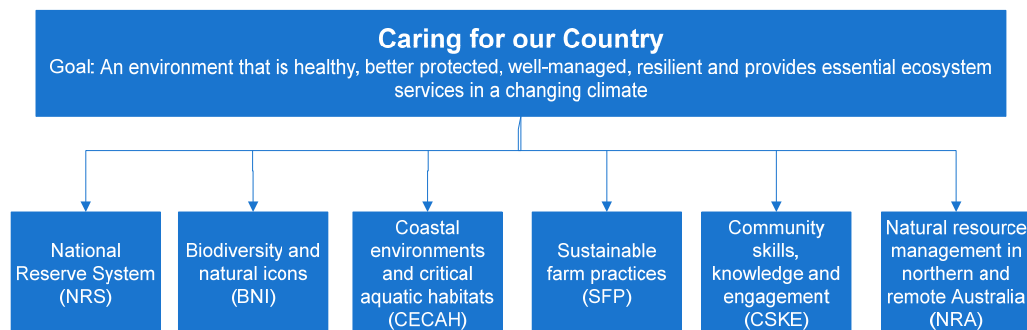 Caring for our Country
Goal: An environment that is healthy, better protected, well-managed, resilient and provides essential ecosystem
services in a changing climate
National
Reserve System
(NRS)
Biodiversity and
natural icons
(BNI)
Coastal
environments
and critical
aquatic habitats
(CECAH)
Sustainable
farm practices
(SFP)
Community
skills,
knowledge and
engagement
(CSKE)
Natural resource
management in
northern and
remote Australia
(NRA)